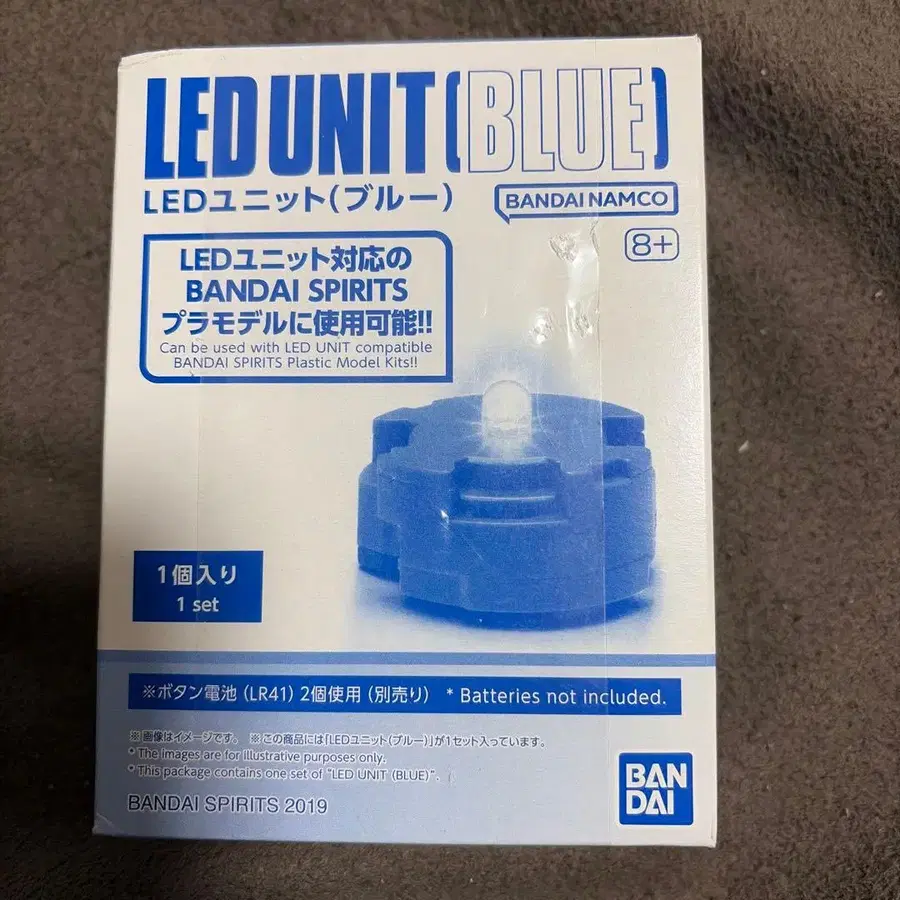 LED UNIT(BLUE)
LEDユニット(ブルー)
BANDAI NAMCO
8+
LEDユニット対応の
BANDAI SPIRITS
プラモデルに使用可能!!
Can be used with LED UNIT compatible
BANDAI SPIRITS Plastic Model Kits!!
1個入り
1 set
※ボタン電池(LR41)2個使用(別売り) * Batteries not included.
※画像はイメージです。 ※この商品には「LEDユニット(ブルー)」が1セット入っています。
* The images are for illustrative purposes only.
* This package contains one set of "LED UNIT (BLUE)".
BANDAI SPIRITS 2019
BAN
DAI